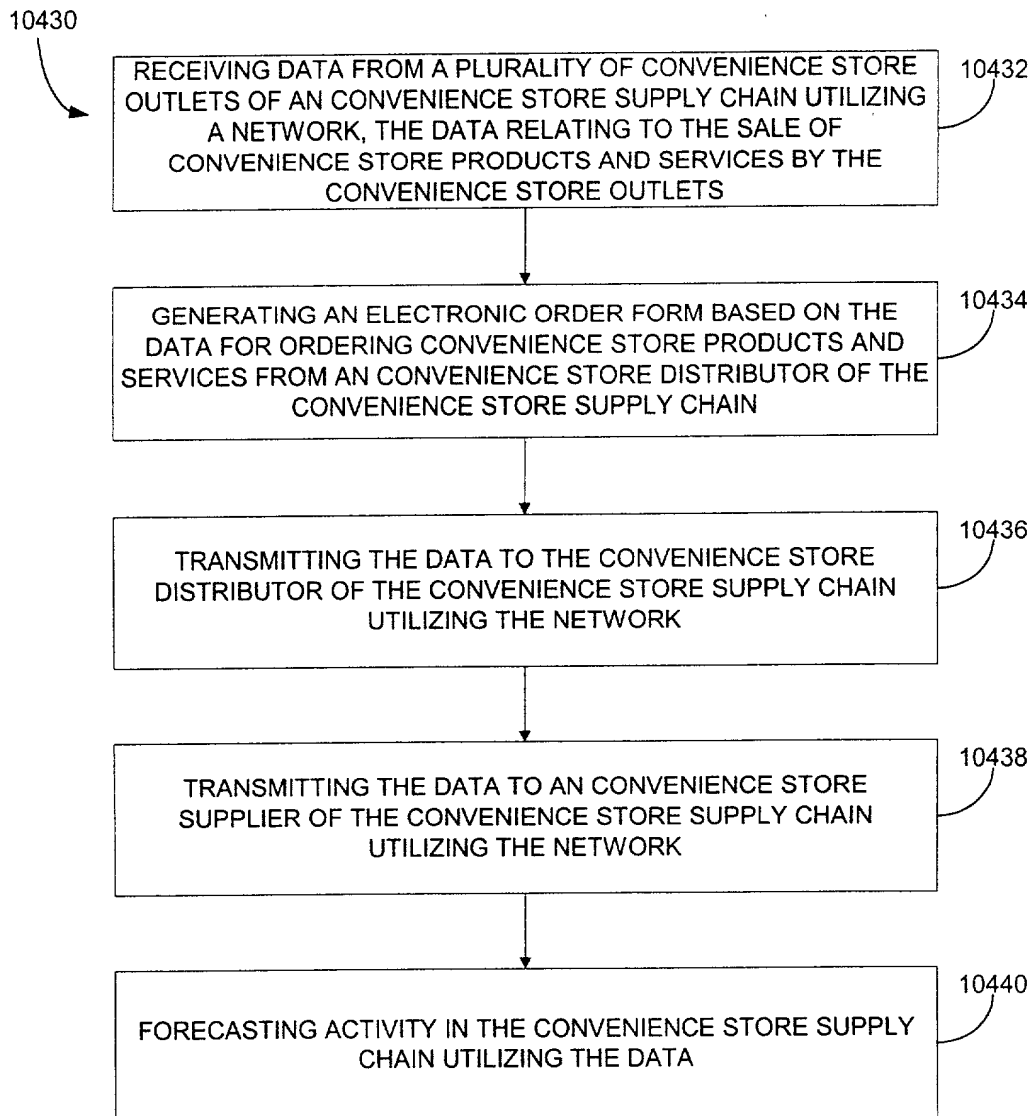 10430
RECEIVING DATA FROM A PLURALITY OF CONVENIENCE STORE
OUTLETS OF AN CONVENIENCE STORE SUPPLY CHAIN UTILIZING
A NETWORK, THE DATA RELATING TO THE SALE OF
CONVENIENCE STORE PRODUCTS AND SERVICES BY THE
CONVENIENCE STORE OUTLETS
10432
GENERATING AN ELECTRONIC ORDER FORM BASED ON THE
DATA FOR ORDERING CONVENIENCE STORE PRODUCTS AND
SERVICES FROM AN CONVENIENCE STORE DISTRIBUTOR OF THE
CONVENIENCE STORE SUPPLY CHAIN
10434
TRANSMITTING THE DATA TO THE CONVENIENCE STORE
DISTRIBUTOR OF THE CONVENIENCE STORE SUPPLY CHAIN
UTILIZING THE NETWORK
10436
TRANSMITTING THE DATA TO AN CONVENIENCE STORE
SUPPLIER OF THE CONVENIENCE STORE SUPPLY CHAIN
UTILIZING THE NETWORK
10438
FORECASTING ACTIVITY IN THE CONVENIENCE STORE SUPPLY
CHAIN UTILIZING THE DATA
10440